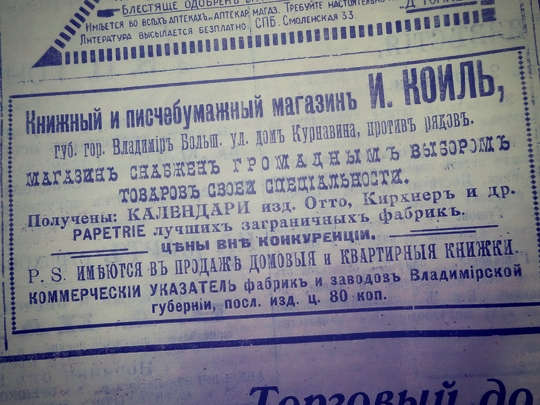 БЛЕСТЯЩЕ ОДОБРЕН
ИМѢЕТСЯ ВО ВСѢХЪ АПТЕКАХЪ и АПТЕКАР. МАГАЗ. ТРЕБУЙТЕ НАСТОЯТЕЛЬНО
ЛИТЕРАТУРА ВЫСЫЛАЕТСЯ БЕЗПЛАТНО, СПБ. СМОЛЕНСКАЯ 33.
Книжный и писчебумажный магазинъ И. КОИЛЬ,
губ. гор. Владиміръ Больш. ул. домъ Курнавина, противъ рядовъ.
МАГАЗИНЪ СНАБЖЕНЪ ГРОМАДНЫМЪ ВЫБОРОМЪ
ТОВАРОВЪ СВОЕЙ СПЕЦІАЛЬНОСТИ.
Получены: КАЛЕНДАРИ изд. Отто, Кирхнеръ и др.
PAPETRIE лучшихъ заграничныхъ фабрикъ.
ЦѢНЫ ВНѢ КОНКУРЕНЦІИ.
P. S. ИМѢЮТСЯ ВЪ ПРОДАЖѢ ДОМОВЫЯ и КВАРТИРНЫЯ КНИЖКИ.
КОММЕРЧЕСКІЙ УКАЗАТЕЛЬ фабрикъ и заводовъ Владимірской
губерніи, посл. изд. ц. 80 коп.
Торговый до